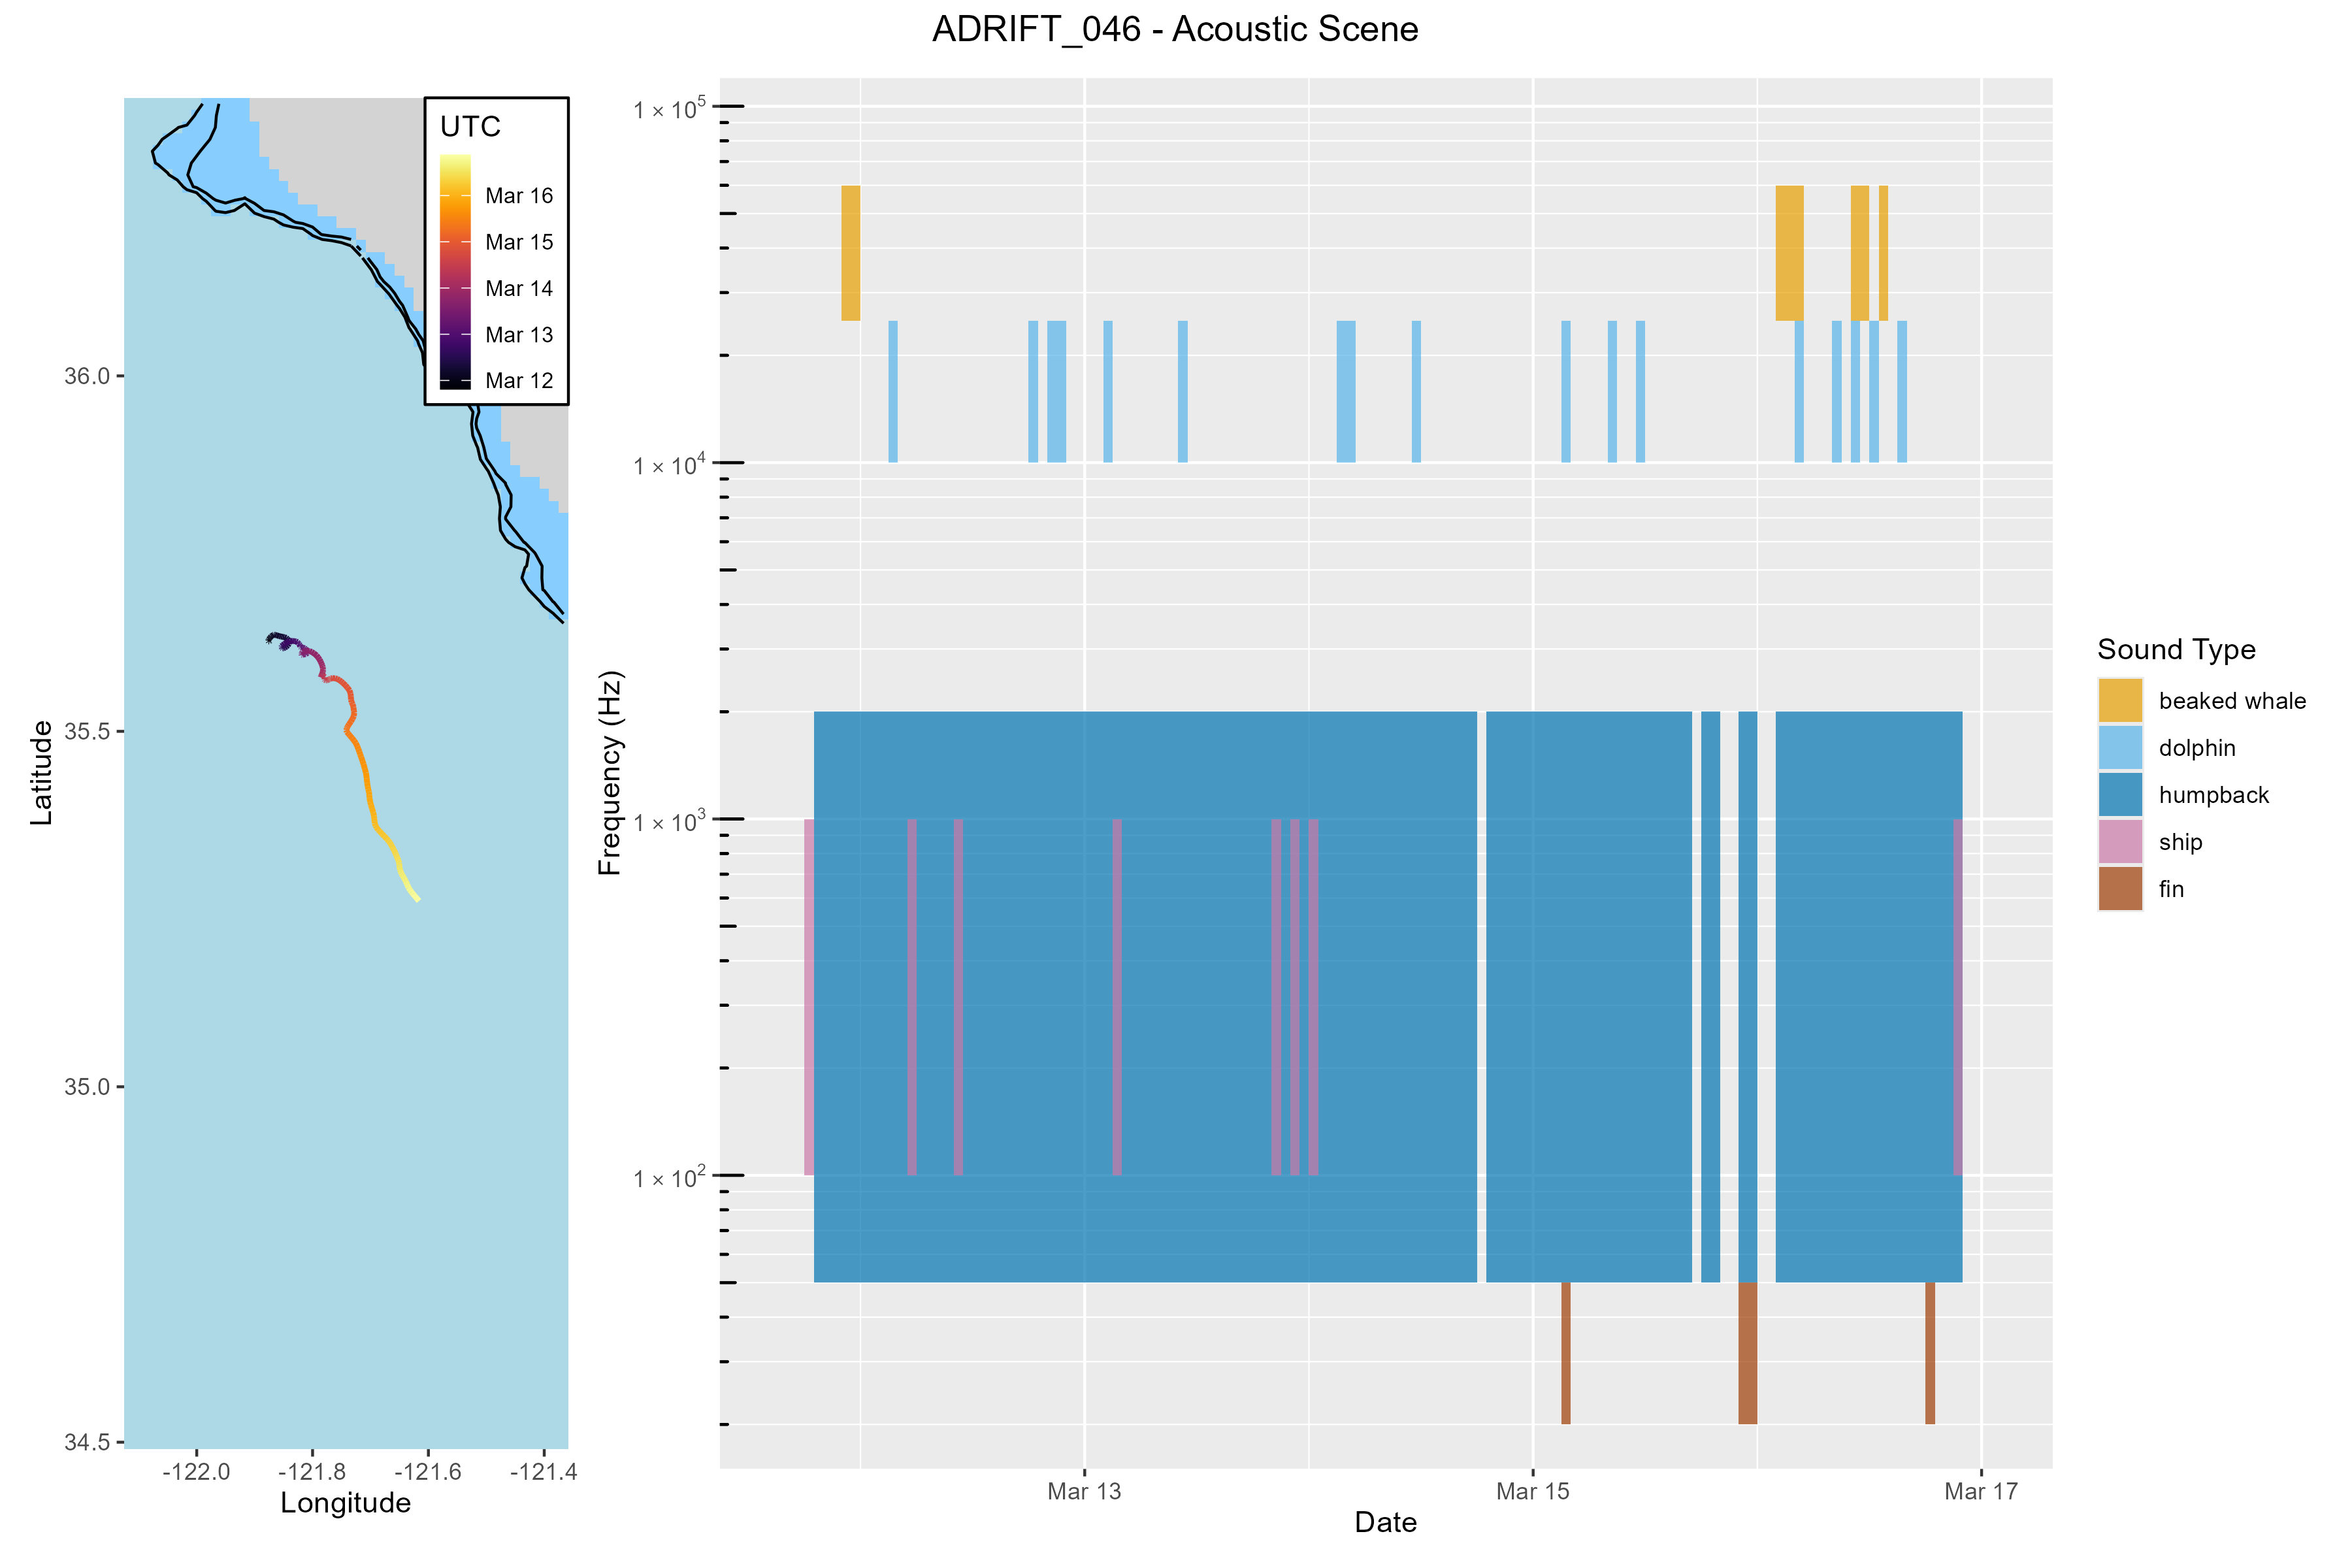 ADRIFT_046 - Acoustic Scene
UTC
Mar 16
Mar 15
Mar 14
Mar 13
Mar 12
Latitude
36.0
35.5
35.0
34.5
-122.0
-121.8
-121.6
-121.4
Longitude
Frequency (Hz)
1 × 10⁵
1 × 10⁴
1 × 10³
1 × 10²
Mar 13
Mar 15
Mar 17
Date
Sound Type
beaked whale
dolphin
humpback
ship
fin